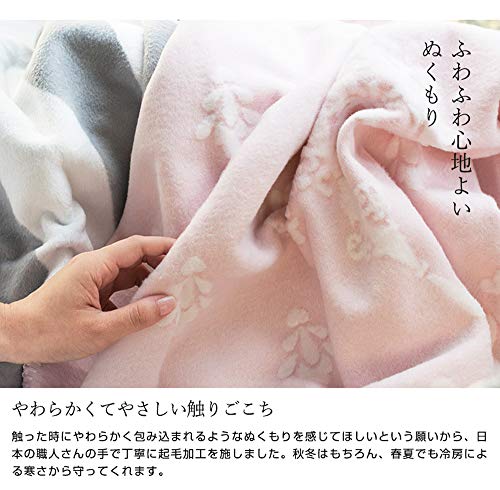 ふわふわ心地よい
ぬくもり
やわらかくてやさしい触りごこち
触った時にやわらかく包み込まれるようなぬくもりを感じてほしいという願いから、日
本の職人さんの手で丁寧に起毛加工を施しました。秋冬はもちろん、春夏でも冷房によ
る寒さから守ってくれます。